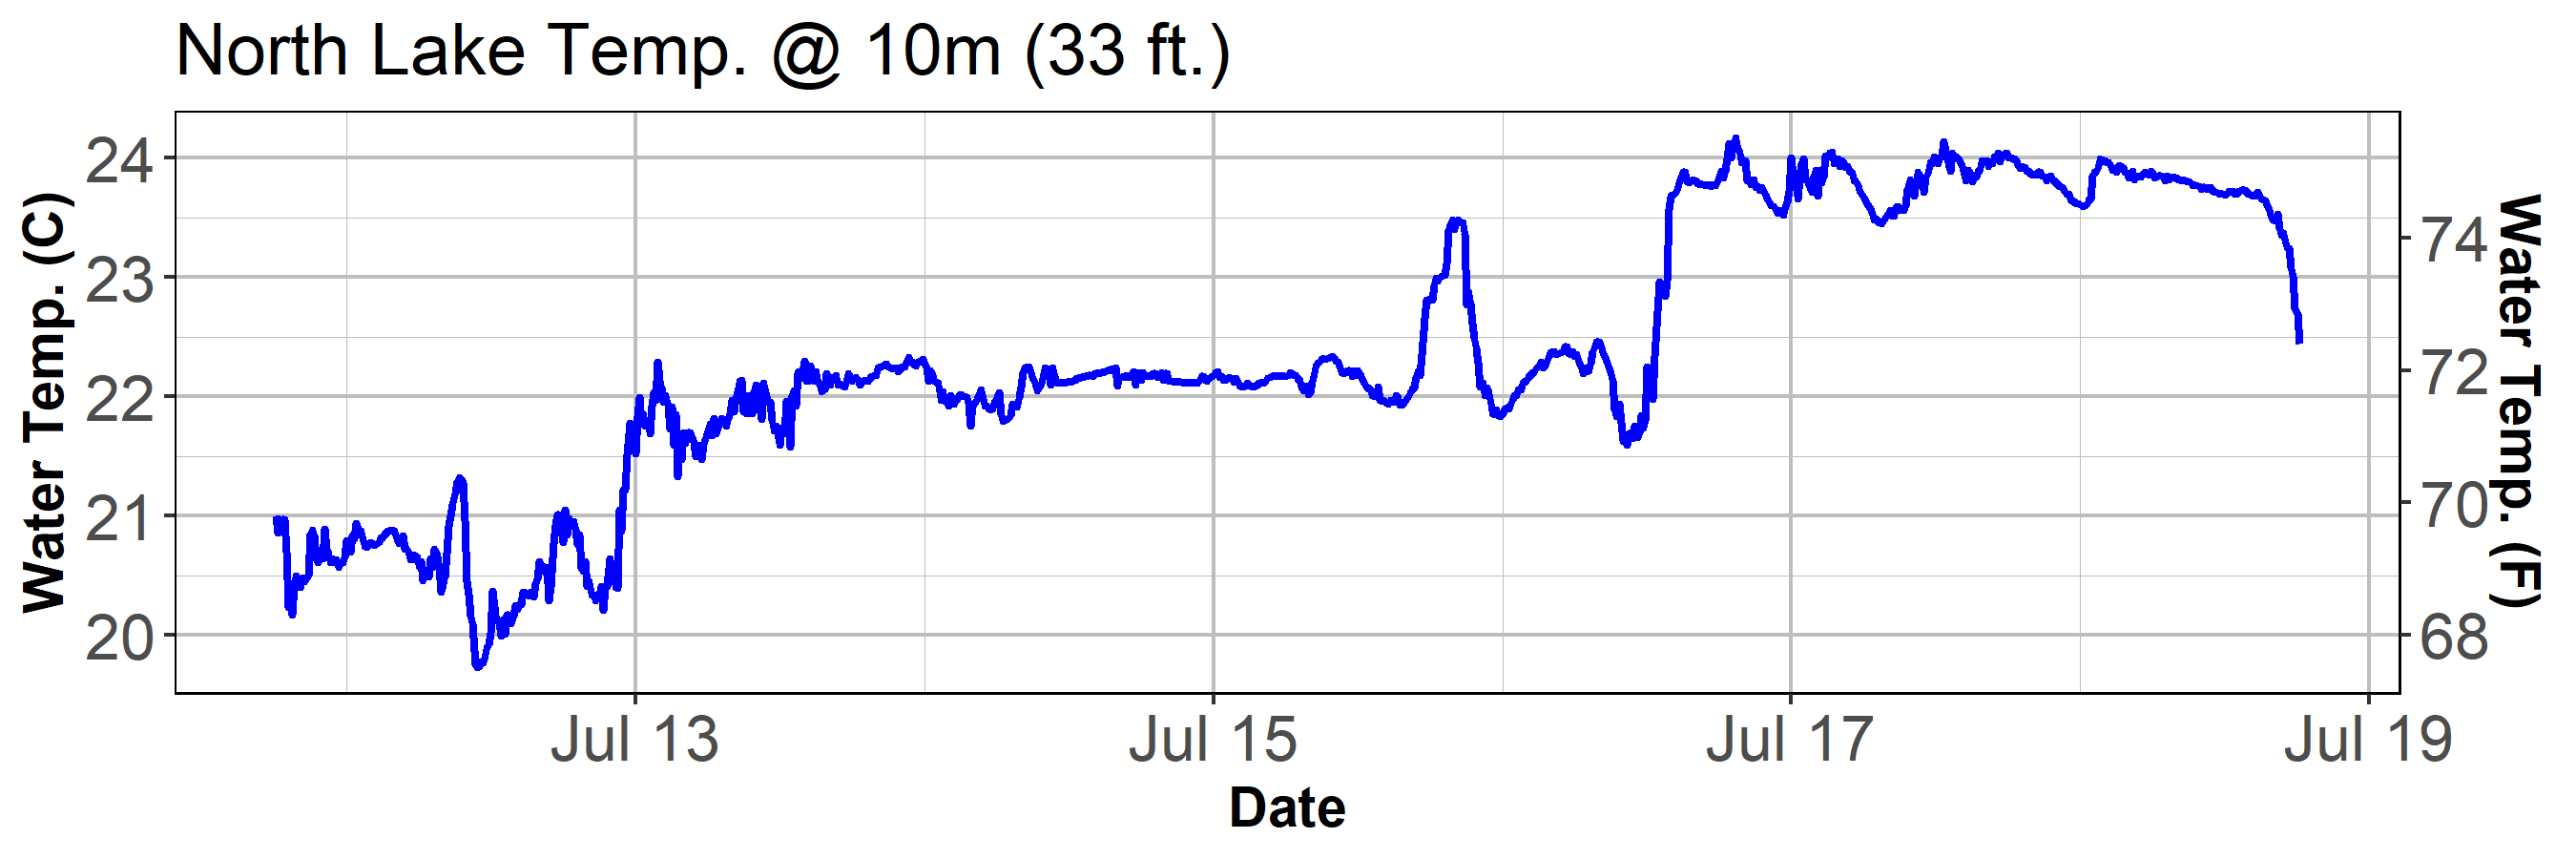 North Lake Temp. @ 10m (33 ft.)
Water Temp. (C)
24
23
22
21
20
74
72
70
68
Water Temp. (F)
Jul 13
Jul 15
Jul 17
Jul 19
Date